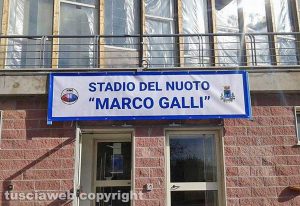 STADIO DEL NUOTO
“MARCO GALLI”
tusciaweb copyright